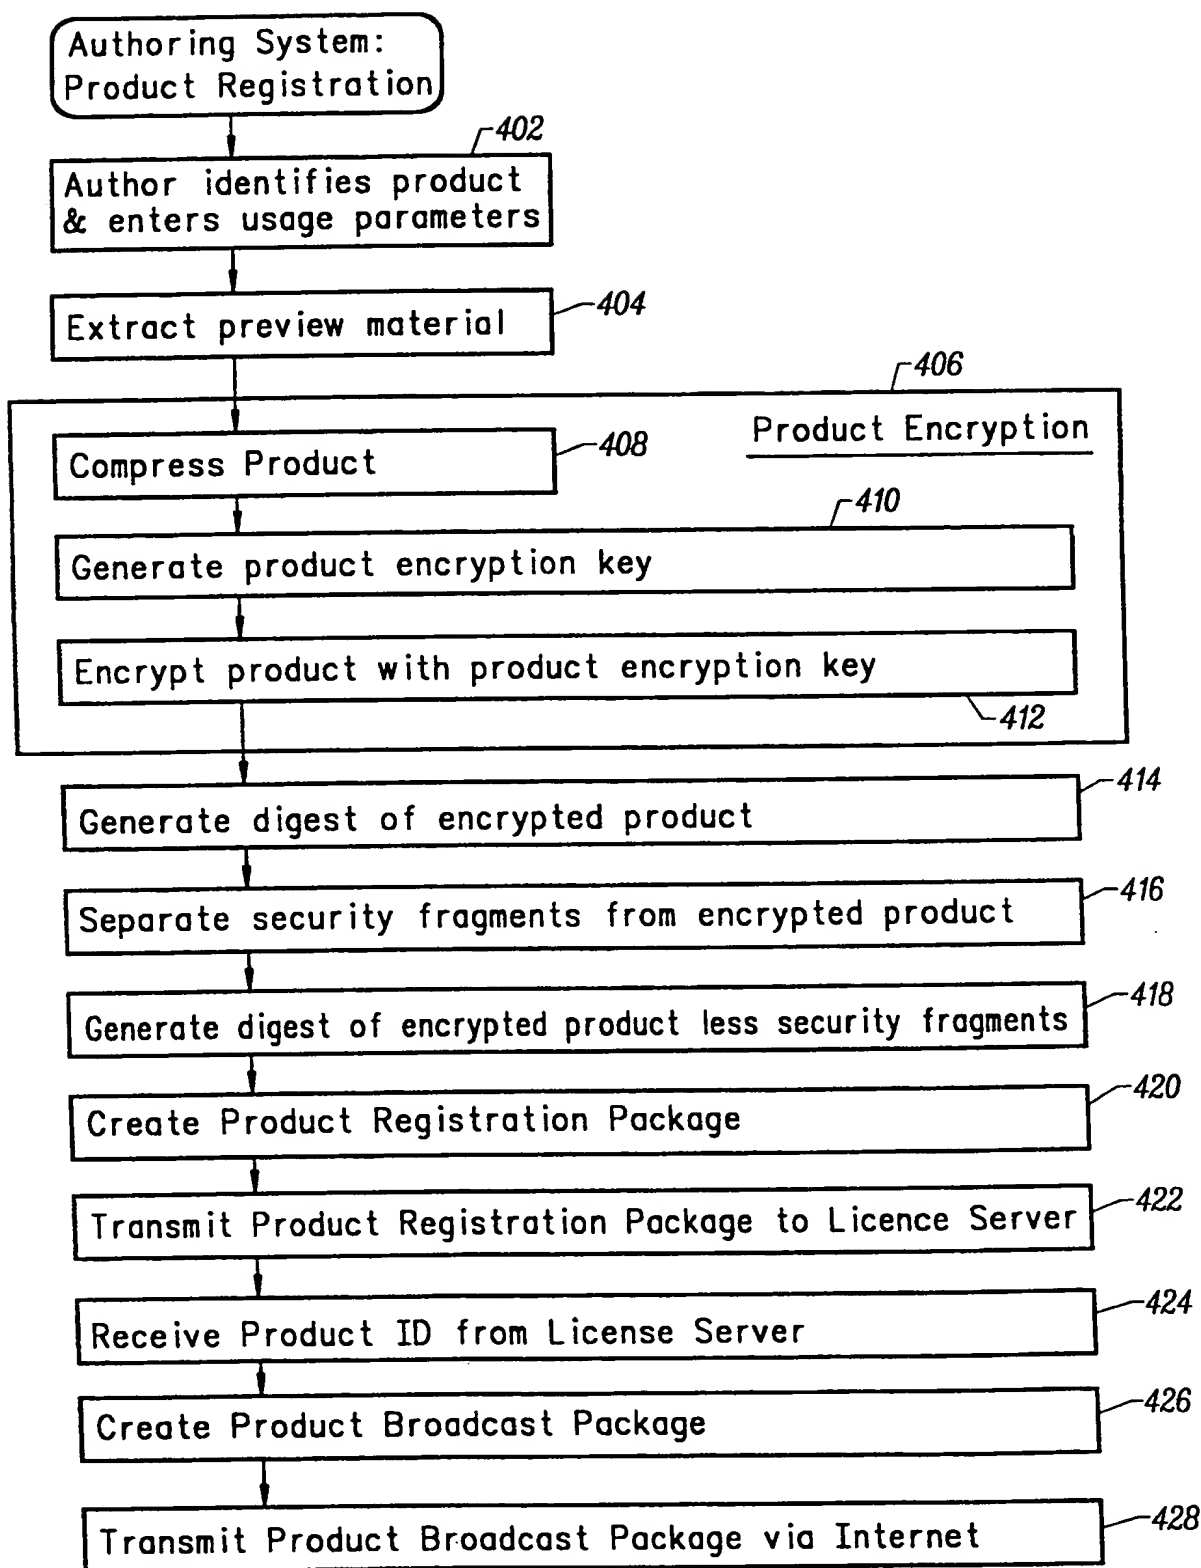 Authoring System:
Product Registration
402
Author identifies product
& enters usage parameters
404
Extract preview material
406
Product Encryption
408
Compress Product
410
Generate product encryption key
Encrypt product with product encryption key
412
414
Generate digest of encrypted product
416
Separate security fragments from encrypted product
418
Generate digest of encrypted product less security fragments
420
Create Product Registration Package
422
Transmit Product Registration Package to Licence Server
424
Receive Product ID from License Server
426
Create Product Broadcast Package
428
Transmit Product Broadcast Package via Internet